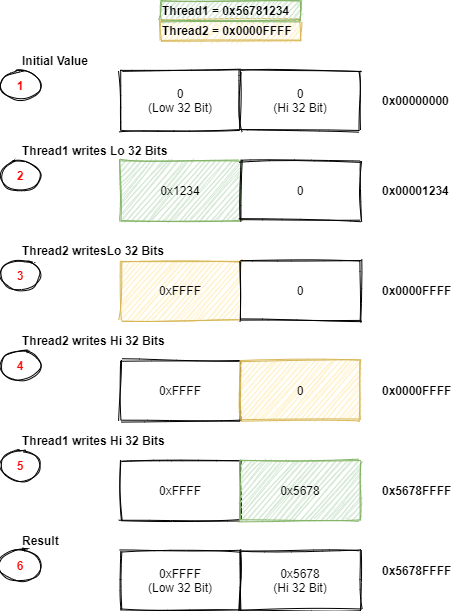 Thread1 = 0x56781234
Thread2 = 0x0000FFFF
Initial Value
1
0
(Low 32 Bit)
0
(Hi 32 Bit)
0x00000000
Thread1 writes Lo 32 Bits
2
0x1234
0
0x00001234
Thread2 writesLo 32 Bits
3
0xFFFF
0
0x0000FFFF
Thread2 writes Hi 32 Bits
4
0xFFFF
0
0x0000FFFF
Thread1 writes Hi 32 Bits
5
0xFFFF
0x5678
0x5678FFFF
Result
6
0xFFFF
(Low 32 Bit)
0x5678
(Hi 32 Bit)
0x5678FFFF